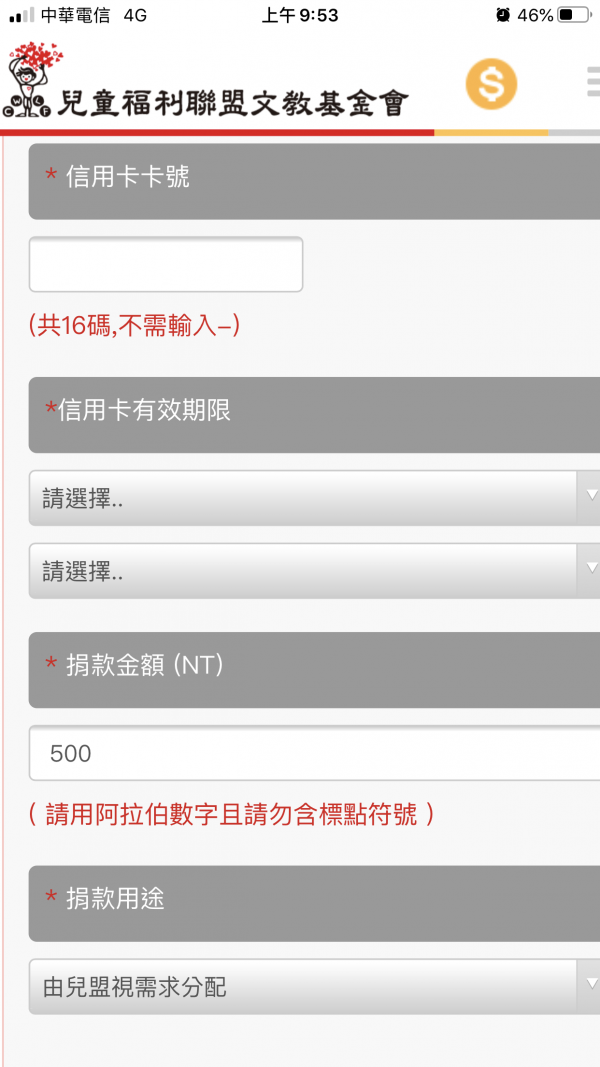 中華電信 4G 上午9:53 46%
CWLF
兒童福利聯盟文教基金會
$
* 信用卡卡號
(共16碼,不需輸入–)
*信用卡有效期限
請選擇..
請選擇..
* 捐款金額 (NT)
500
( 請用阿拉伯數字且請勿含標點符號 )
* 捐款用途
由兒盟視需求分配